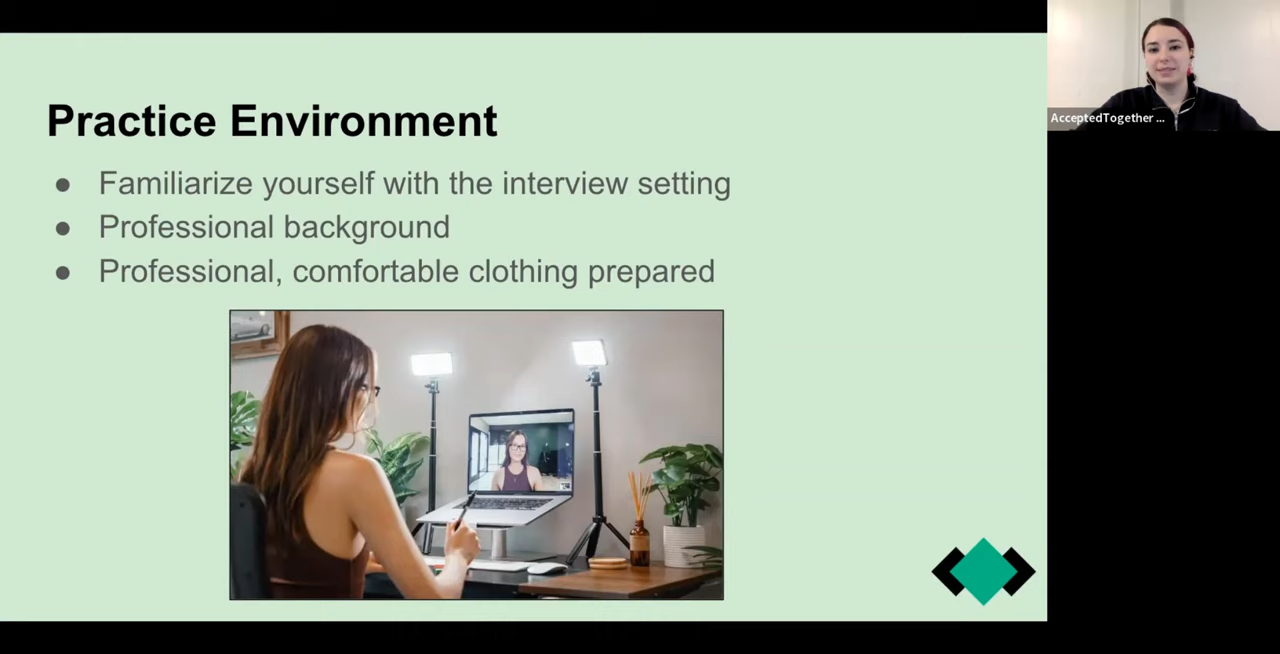 Practice Environment
● Familiarize yourself with the interview setting
● Professional background
● Professional, comfortable clothing prepared
AcceptedTogether ...